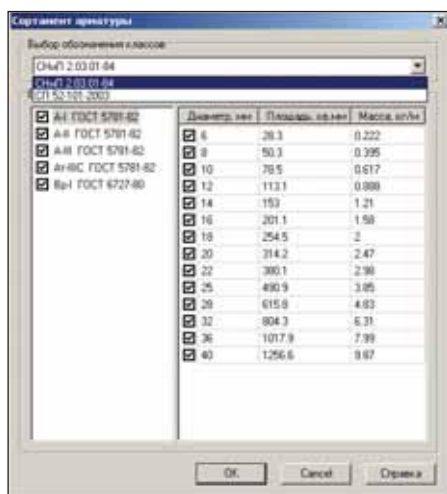 Сортамент арматуры
Выбор обозначения классов
СНиП 2.03.01-84
СНиП 2.03.01-84
СП 52-101-2003
A-I ГОСТ 5781-82
A-II ГОСТ 5781-82
A-III ГОСТ 5781-82
Ат-IIIС ГОСТ 5781-82
Вр-I ГОСТ 6727-80
Диаметр, мм Площадь, кв.мм Масса, кг/м
6 28.3 0.222
8 50.3 0.395
10 78.5 0.617
12 113.1 0.888
14 153 1.21
16 201.1 1.58
18 254.5 2
20 314.2 2.47
22 380.1 2.98
25 490.9 3.85
28 615.8 4.83
32 804.3 6.31
36 1017.9 7.99
40 1256.6 9.87
OK Cancel Справка